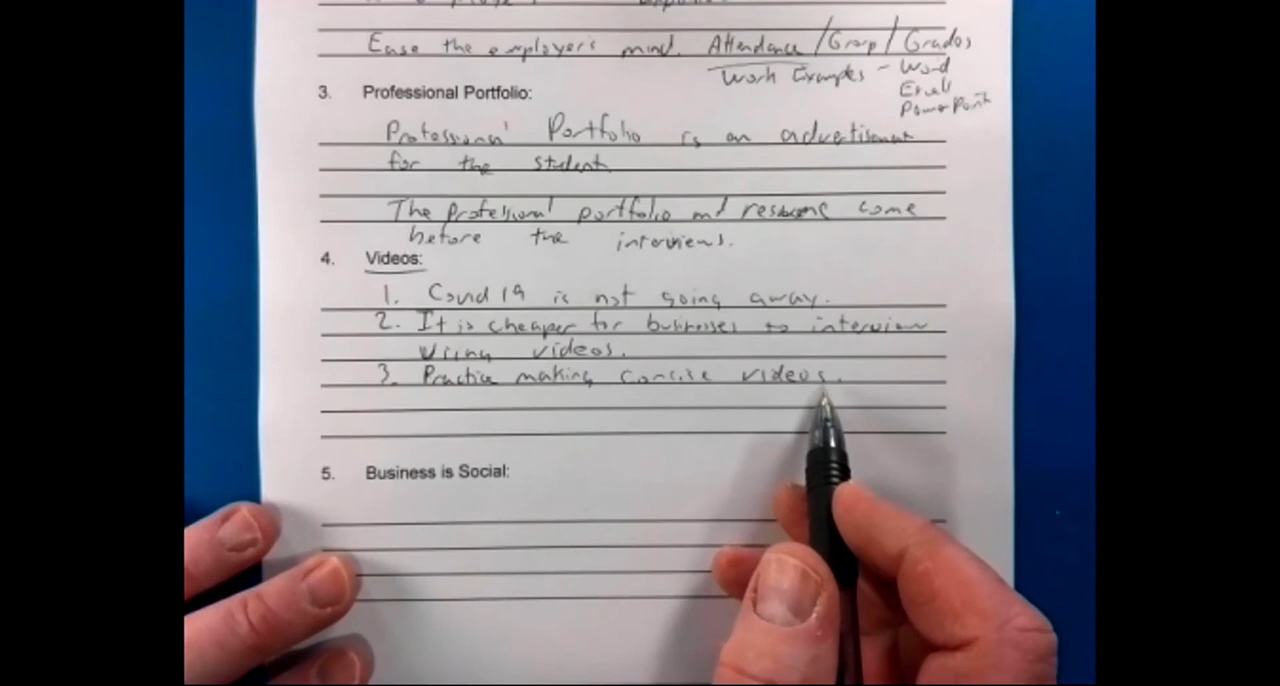 Ease the employer's mind. Attendance / Group / Grades
Work Examples - Word
Excell
PowerPoint
3. Professional Portfolio:
Professional Portfolio is an advertisment
for the student
The professional portfolio and resume come
before the interviews.
4. Videos:
1. Covid 19 is not going away.
2. It is cheaper for businesses to interview
using videos.
3. Practice making concise videos.
5. Business is Social: